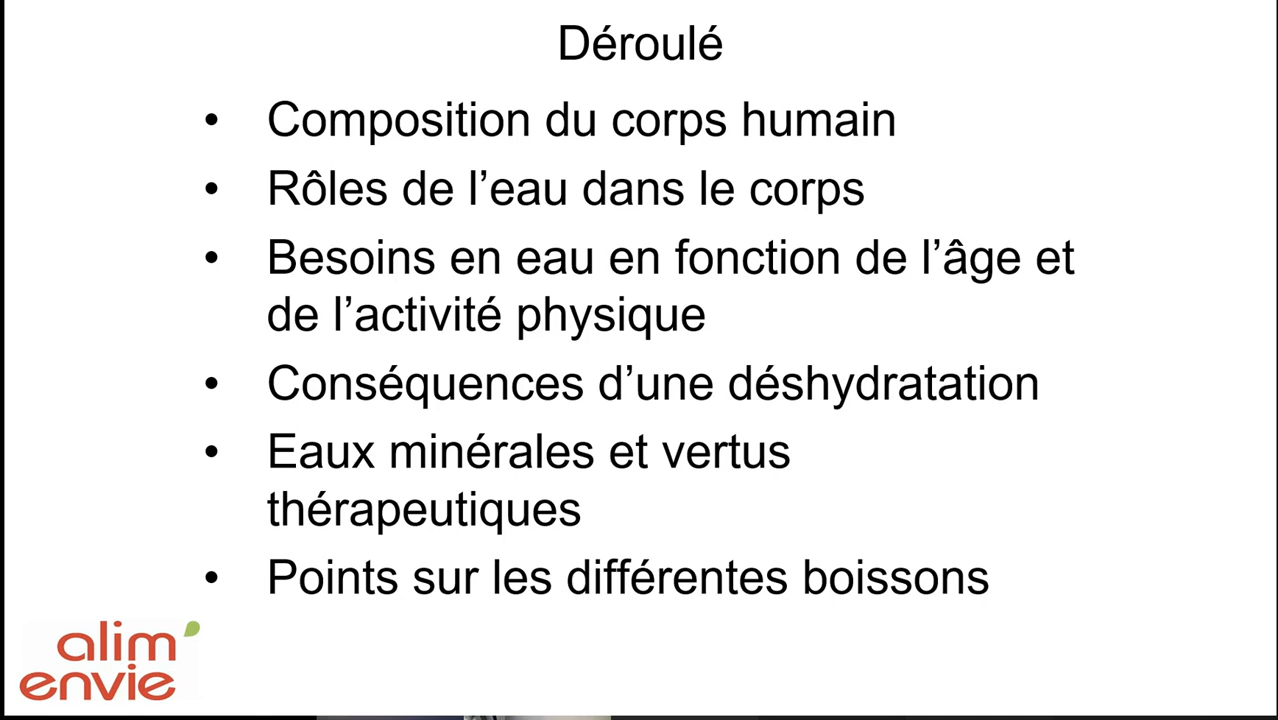 Déroulé
• Composition du corps humain
• Rôles de l’eau dans le corps
• Besoins en eau en fonction de l’âge et
de l’activité physique
• Conséquences d’une déshydratation
• Eaux minérales et vertus
thérapeutiques
• Points sur les différentes boissons
alim’
envie